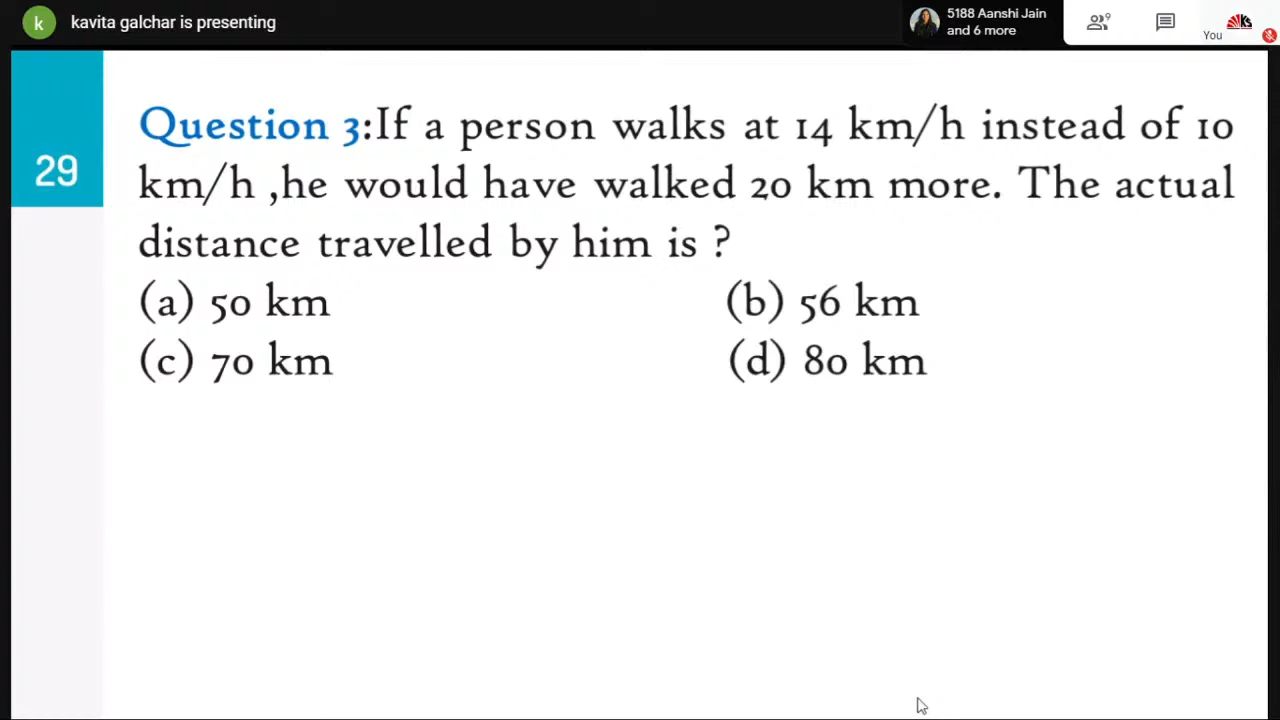 k kavita galchar is presenting
5188 Aanshi Jain
and 6 more
9
You
ks
29
Question 3:If a person walks at 14 km/h instead of 10
km/h ,he would have walked 20 km more. The actual
distance travelled by him is ?
(a) 50 km (b) 56 km
(c) 70 km (d) 80 km